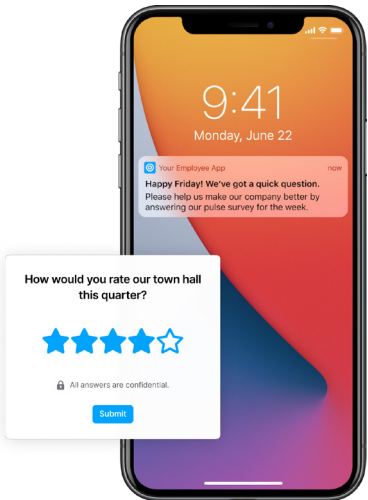 9:41
Monday, June 22
Your Employee App now
Happy Friday! We've got a quick question.
Please help us make our company better by
answering our pulse survey for the week.
How would you rate our town hall
this quarter?
All answers are confidential.
Submit